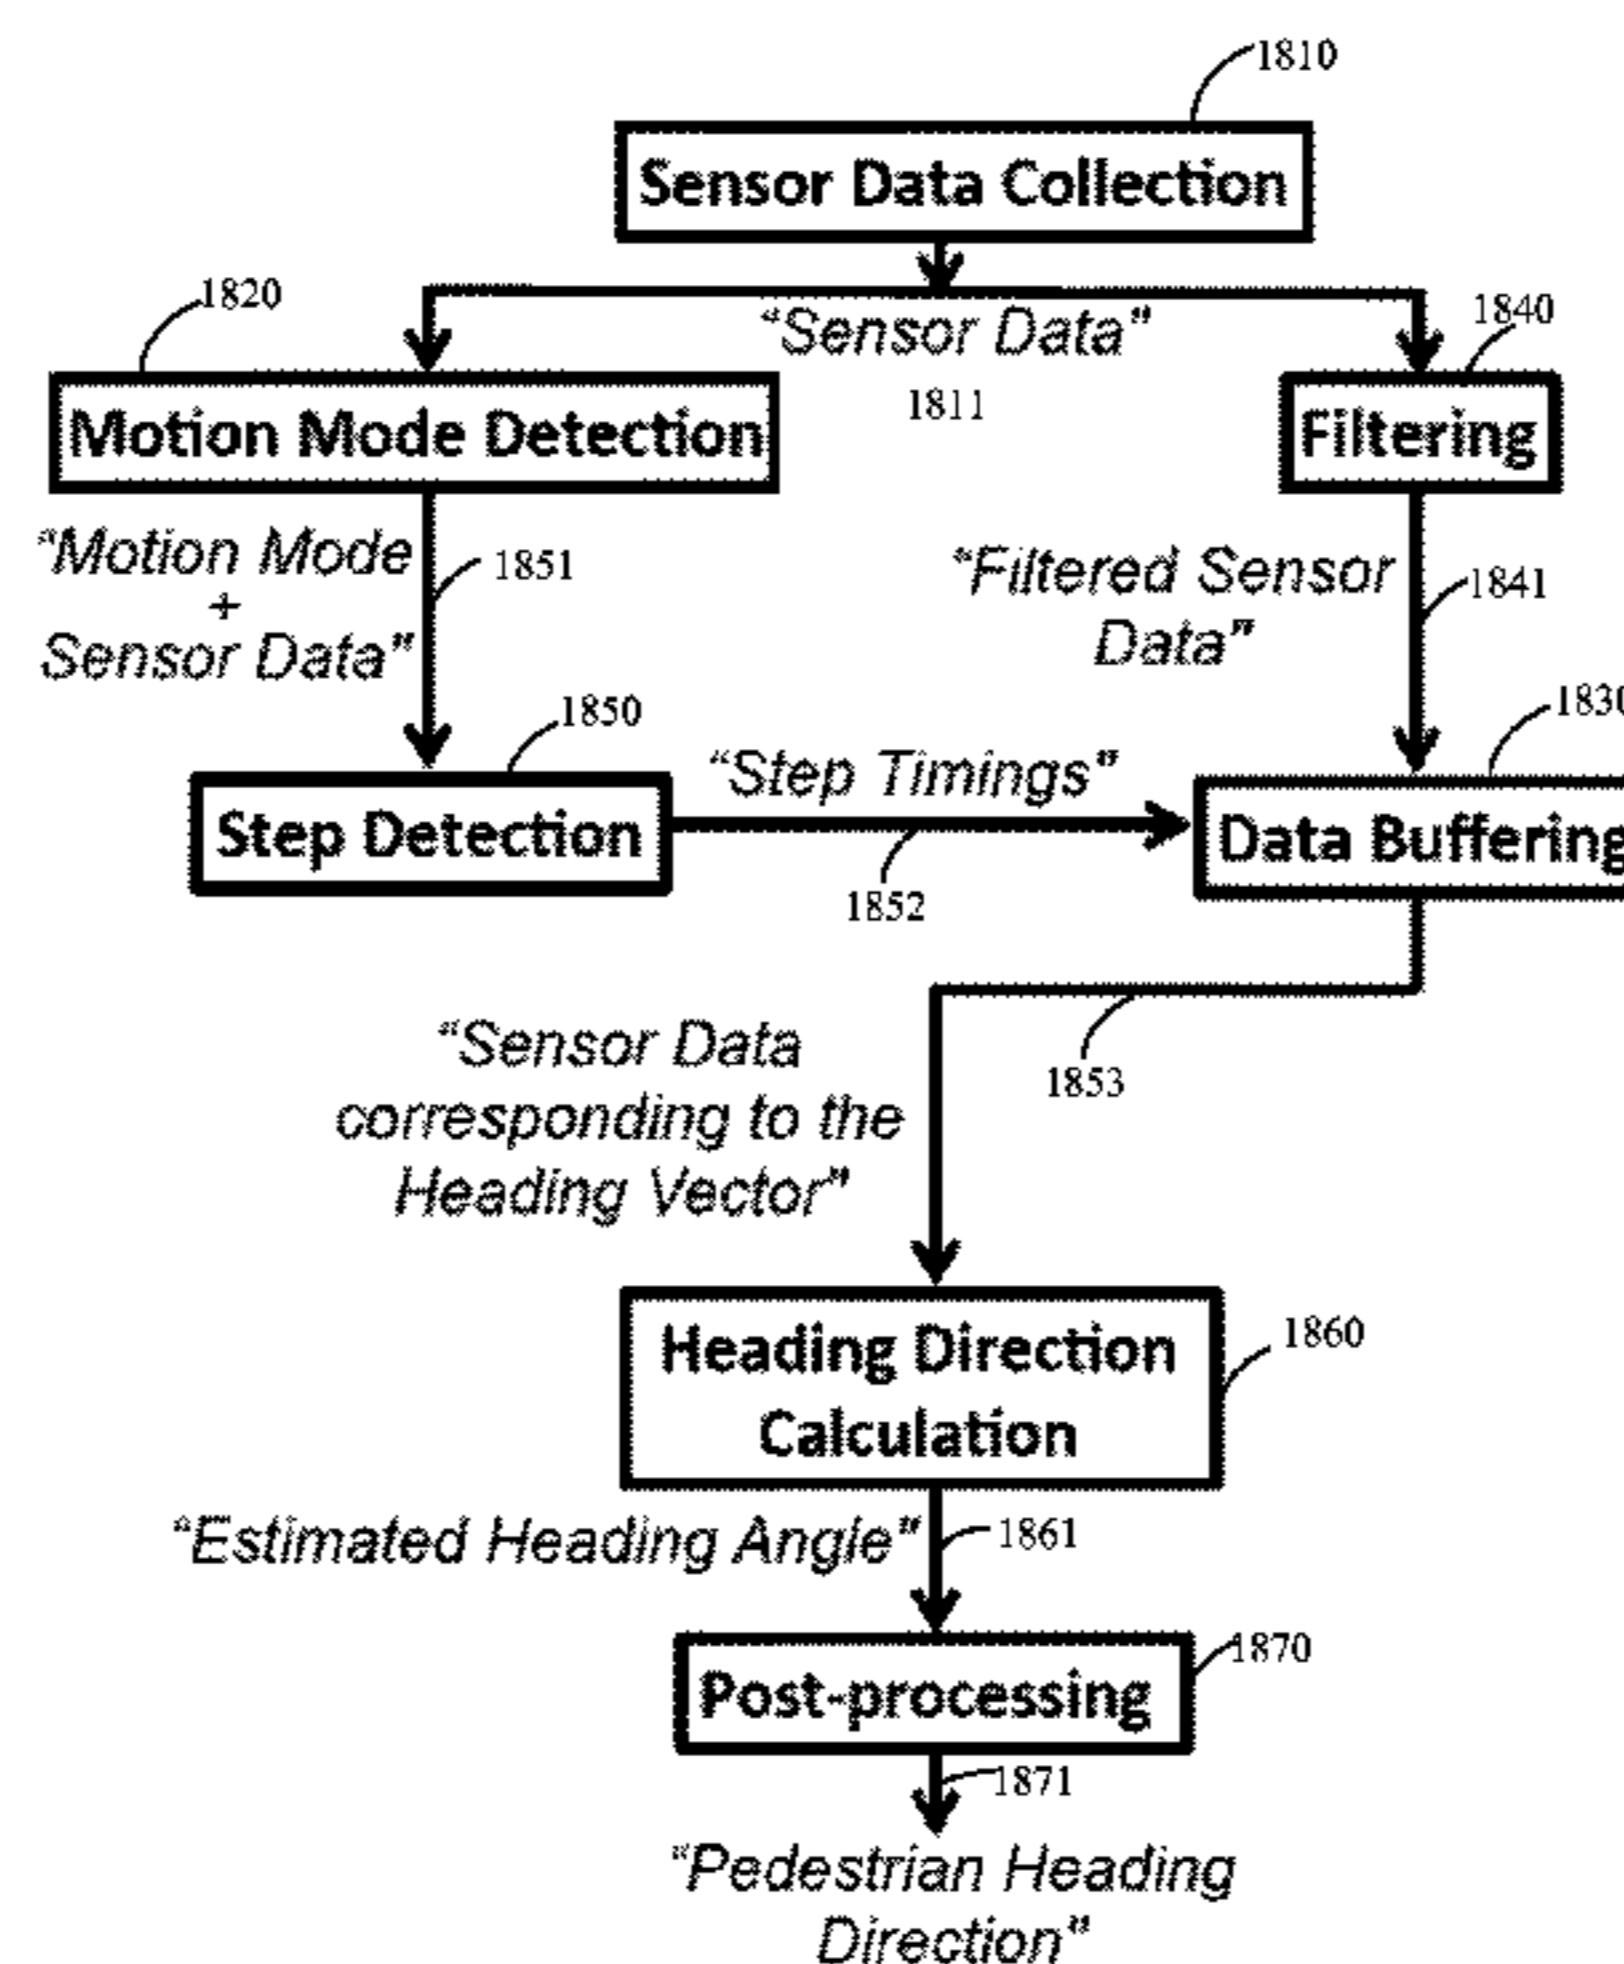 1810
Sensor Data Collection
1820
"Sensor Data"
1840
1811
Motion Mode Detection
Filtering
"Motion Mode
+
Sensor Data"
1851
"Filtered Sensor
Data"
1841
1850
1830
"Step Timings"
Step Detection
Data Buffering
1852
"Sensor Data
corresponding to the
Heading Vector"
1853
Heading Direction
Calculation
1860
"Estimated Heading Angle"
1861
Post-processing
1870
1871
"Pedestrian Heading
Direction"